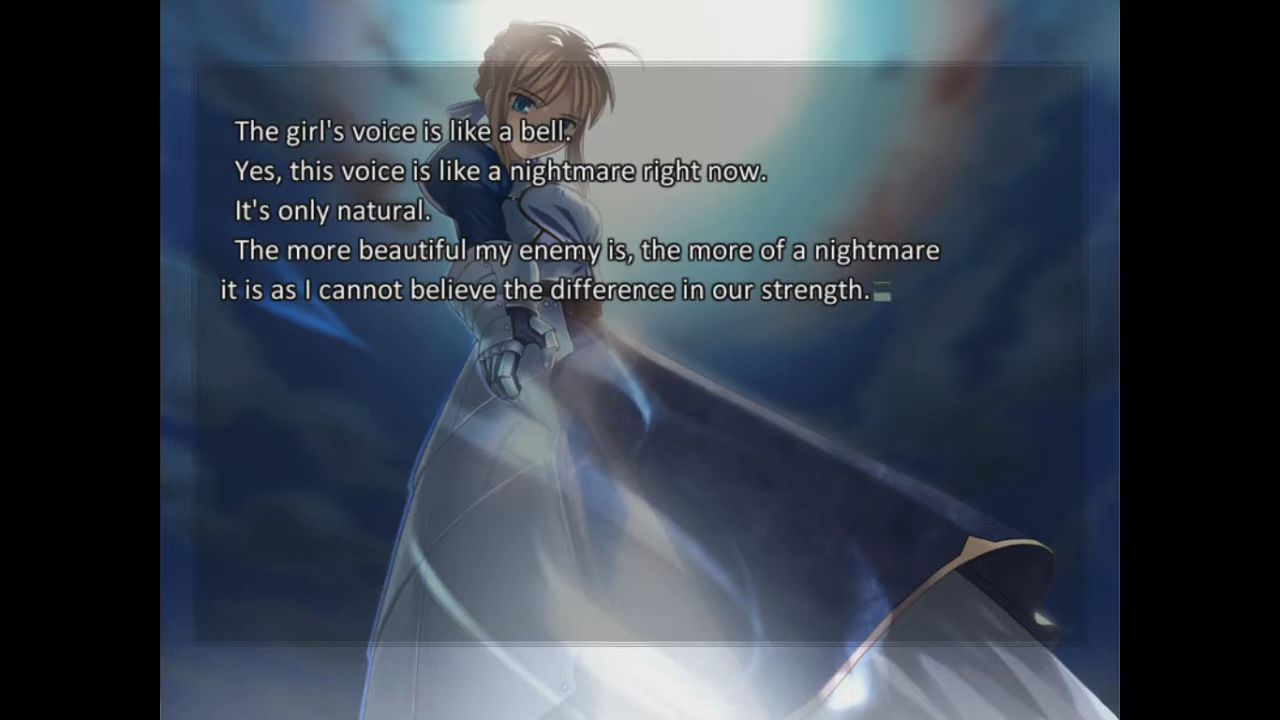 The girl's voice is like a bell.
Yes, this voice is like a nightmare right now.
It's only natural.
The more beautiful my enemy is, the more of a nightmare
it is as I cannot believe the difference in our strength.